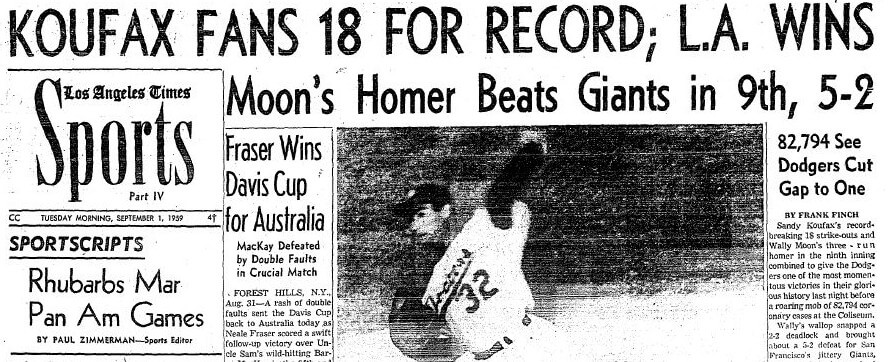 KOUFAX FANS 18 FOR RECORD; L.A. WINS
Los Angeles Times
Sports
Part IV
CC TUESDAY MORNING, SEPTEMBER 1, 1959 4†
SPORTSCRIPTS
Rhubarbs Mar
Pan Am Games
BY PAUL ZIMMERMAN—Sports Editor
Moon's Homer Beats Giants in 9th, 5-2
Fraser Wins
Davis Cup
for Australia
MacKay Defeated
by Double Faults
in Crucial Match
FOREST HILLS, N.Y.,
Aug. 31—A rash of double
faults sent the Davis Cup
back to Australia today as
Neale Fraser scored a swift
follow-up victory over Un-
cle Sam's wild-hitting Bar-
Dodgers
32
82,794 See
Dodgers Cut
Gap to One
BY FRANK FINCH
Sandy Koufax's record-
breaking 18 strike-outs and
Wally Moon's three-run
homer in the ninth inning
combined to give the Dodg-
ers one of the most momen-
tous victories in their glori-
ous history last night before
a roaring mob of 82,794 cor-
onary cases at the Coliseum.
Wally's wallop snapped a
2-2 deadlock and brought
about a 5-2 defeat for San
Francisco's jittery Giants,